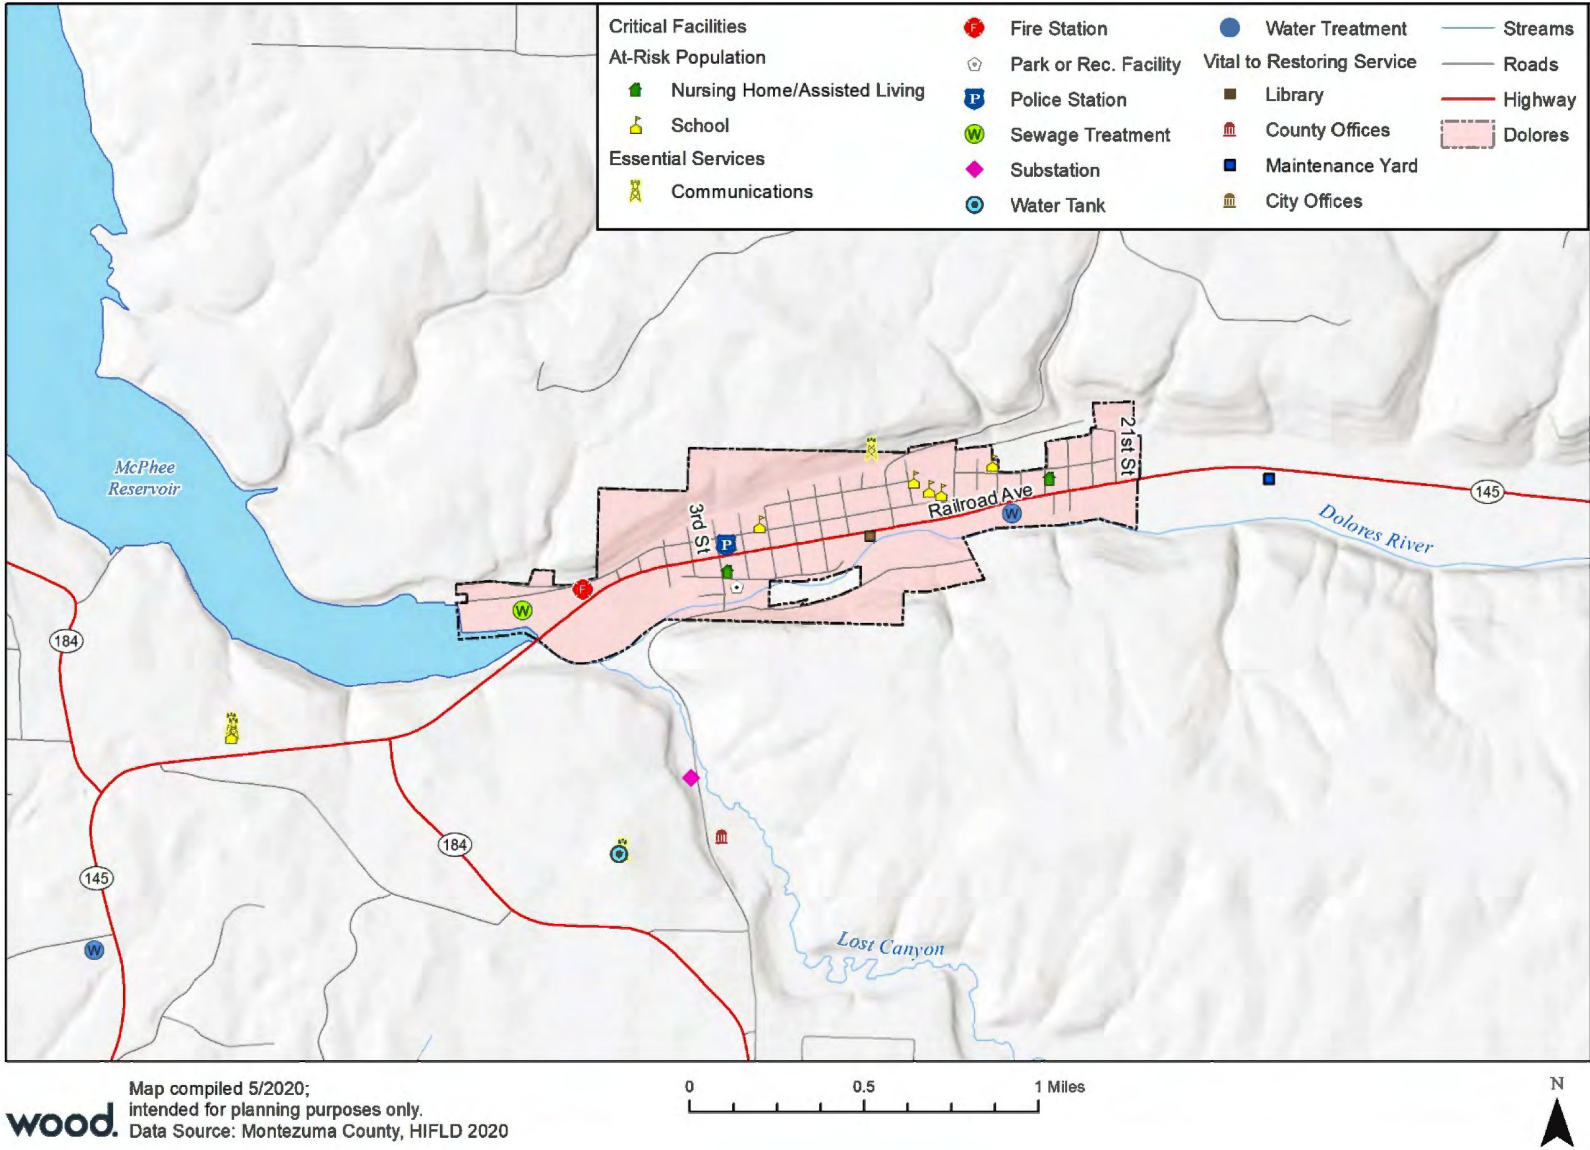 Critical Facilities
At-Risk Population
Nursing Home/Assisted Living
School
Essential Services
Communications
F Fire Station
Park or Rec. Facility
P Police Station
W Sewage Treatment
Substation
Water Tank
Water Treatment
Vital to Restoring Service
Library
County Offices
Maintenance Yard
City Offices
Streams
Roads
Highway
Dolores
McPhee
Reservoir
21st St
Railroad Ave
3rd St
P
W
F
W
145
Dolores River
184
184
145
W
Lost Canyon
wood.
Map compiled 5/2020;
intended for planning purposes only.
Data Source: Montezuma County, HIFLD 2020
0 0.5 1 Miles
N